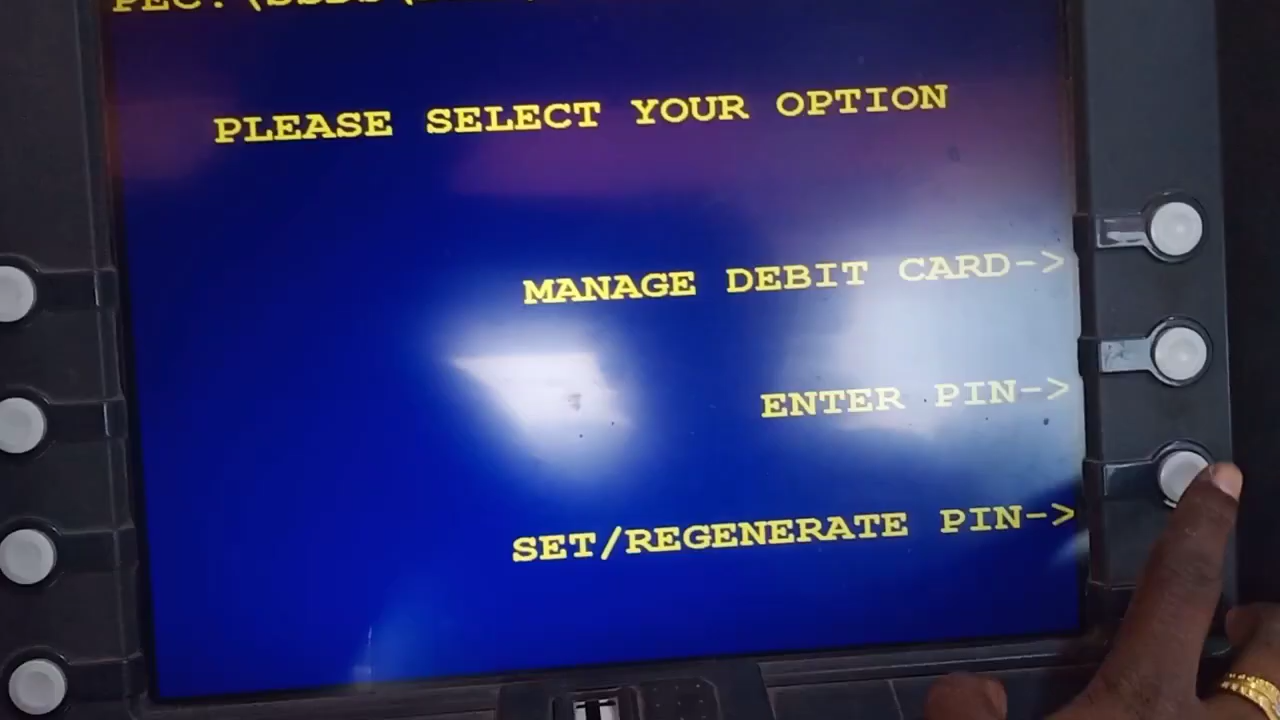 PLEASE SELECT YOUR OPTION
MANAGE DEBIT CARD->
ENTER PIN->
SET/REGENERATE PIN->